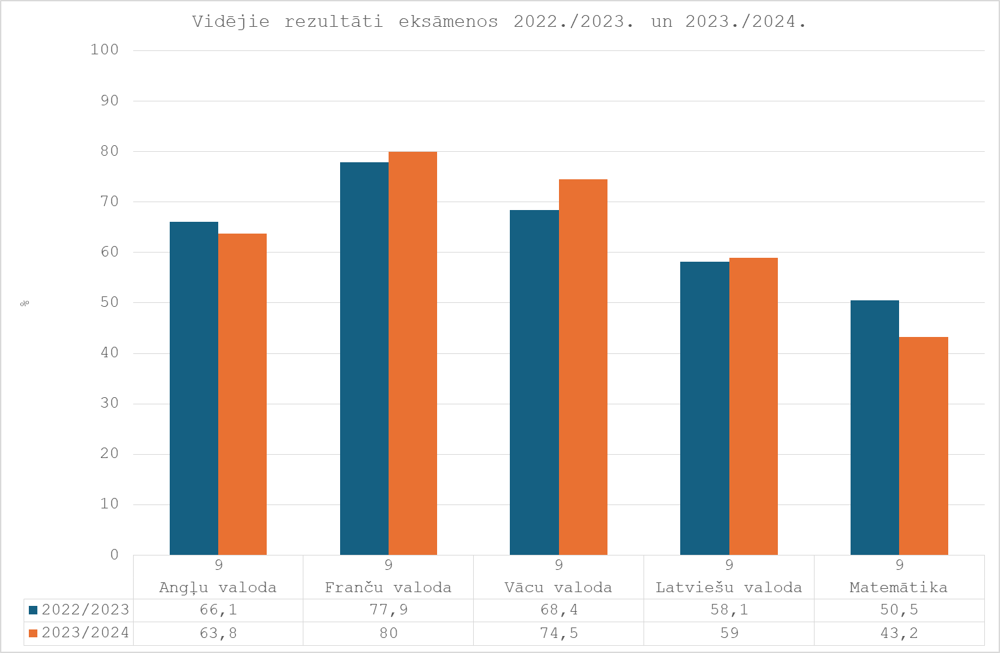 Vidējie rezultāti eksāmenos 2022./2023. un 2023./2024.
100
90
80
70
60
50
40
30
20
10
0
%
9 9 9 9 9
Angļu valoda Franču valoda Vācu valoda Latviešu valoda Matemātika
2022/2023 66,1 77,9 68,4 58,1 50,5
2023/2024 63,8 80 74,5 59 43,2